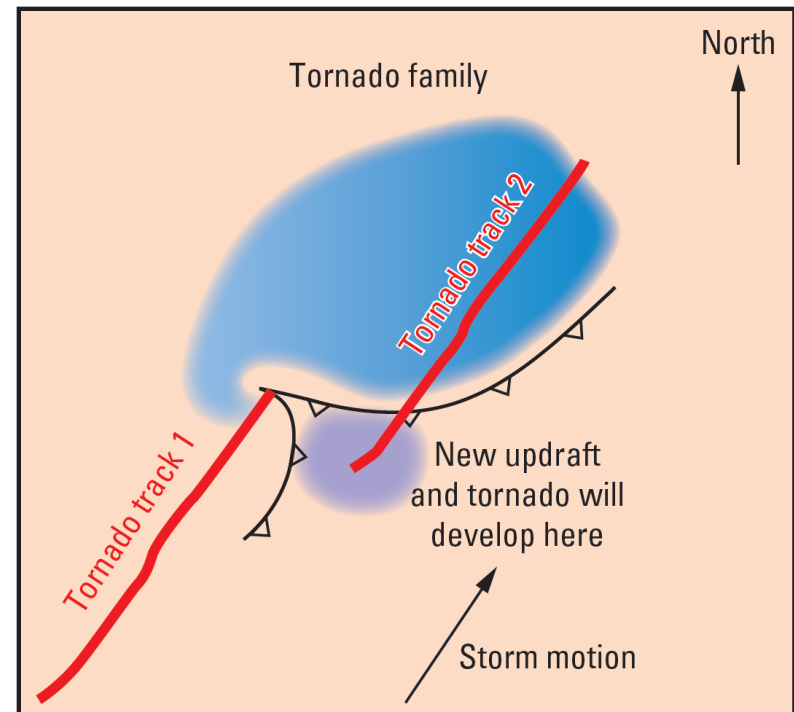 North
Tornado family
Tornado track 2
Tornado track 1
New updraft
and tornado will
develop here
Storm motion